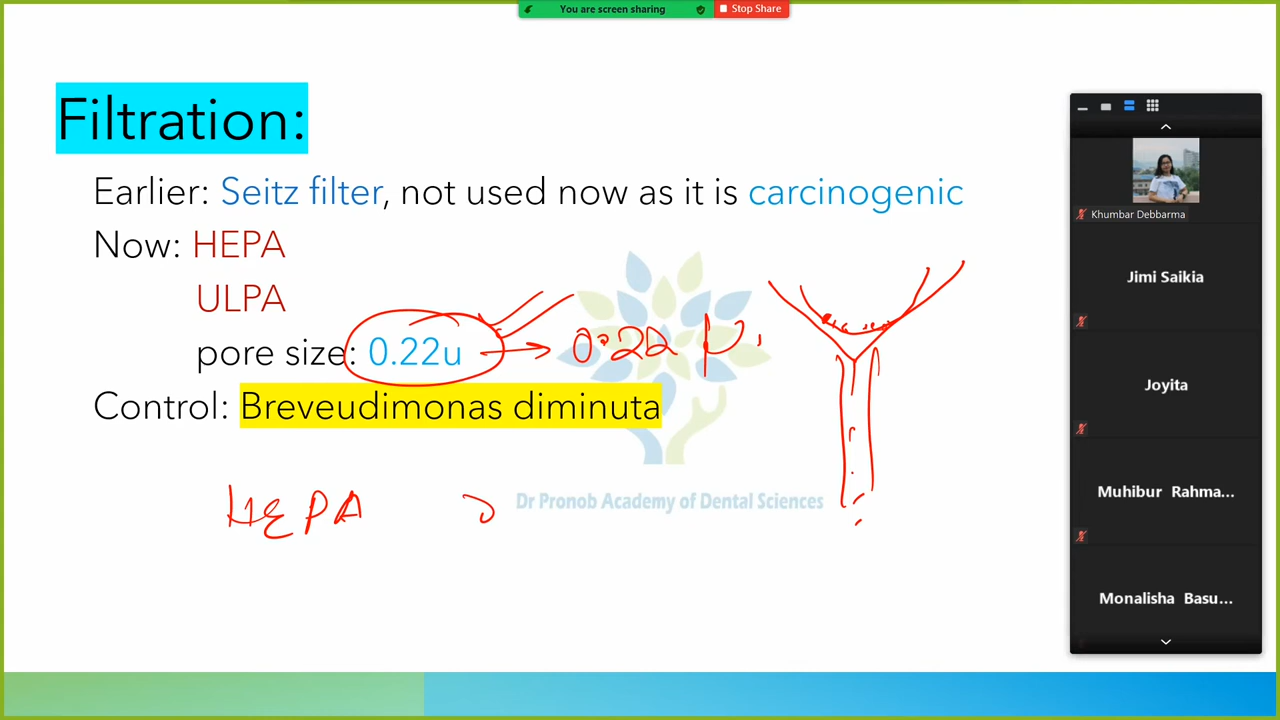 You are screen sharing
Stop Share
Filtration:
Earlier: Seitz filter, not used now as it is carcinogenic
Now: HEPA
ULPA
pore size: 0.22u
0.22 μ
Control: Breveudimonas diminuta
HEPA
Dr Pronob Academy of Dental Sciences
Khumbar Debbarma
Jimi Saikia
Joyita
Muhibur Rahma...
Monalisha Basu...